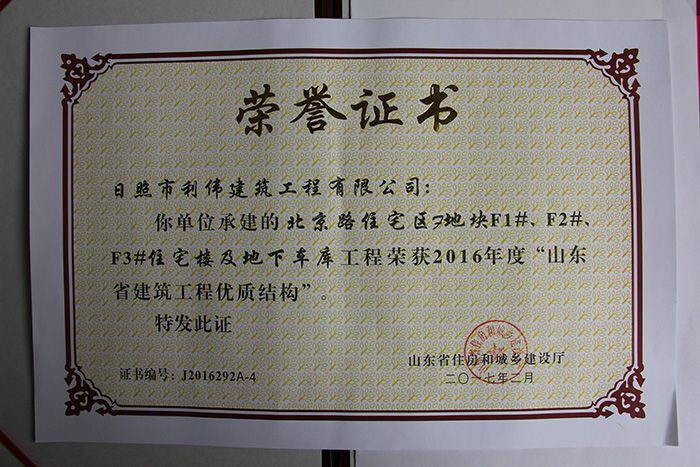 荣誉证书
日照市利伟建筑工程有限公司：
你单位承建的北京路住宅区F地块F1#、F2#、
F3#住宅楼及地下车库工程荣获2016年度“山东
省建筑工程优质结构”。
特发此证
山东省住房和城乡建设厅
二〇一七年二月
证书编号：J2016292A-4